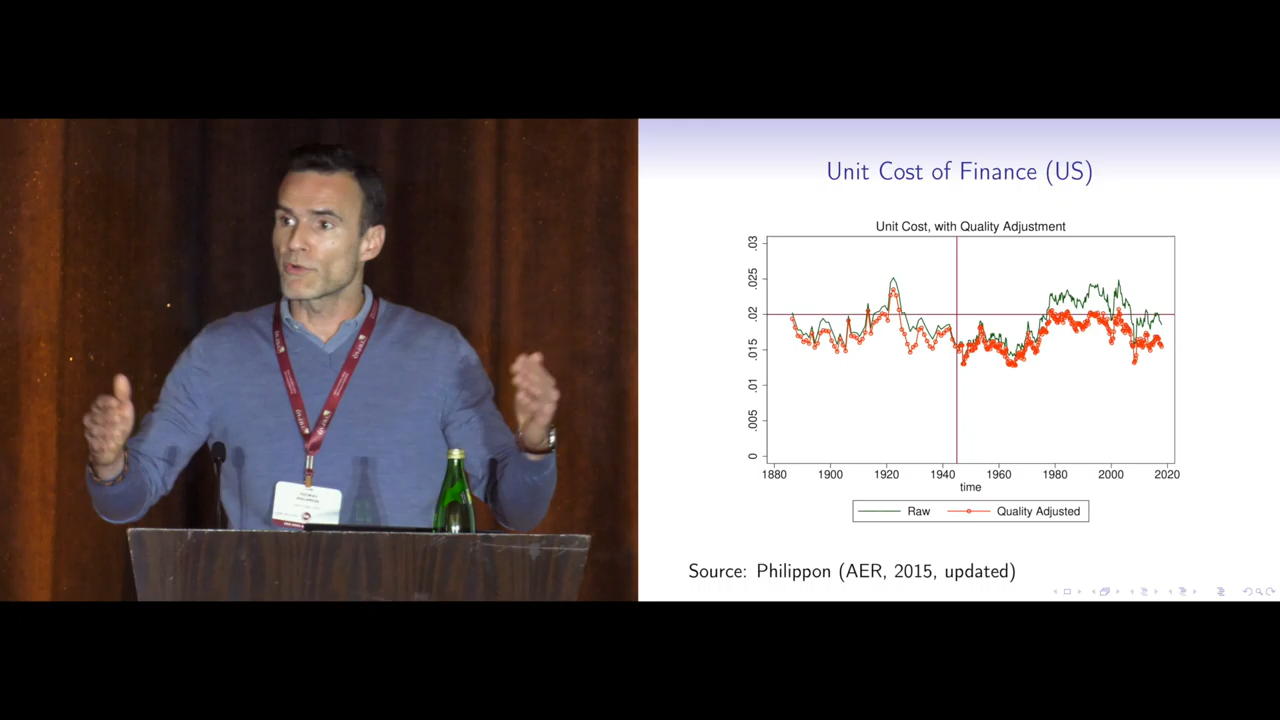 Unit Cost of Finance (US)
Unit Cost, with Quality Adjustment
.03
.025
.02
.015
.01
.005
0
1880 1900 1920 1940 1960 1980 2000 2020
time
Raw
Quality Adjusted
Source: Philippon (AER, 2015, updated)